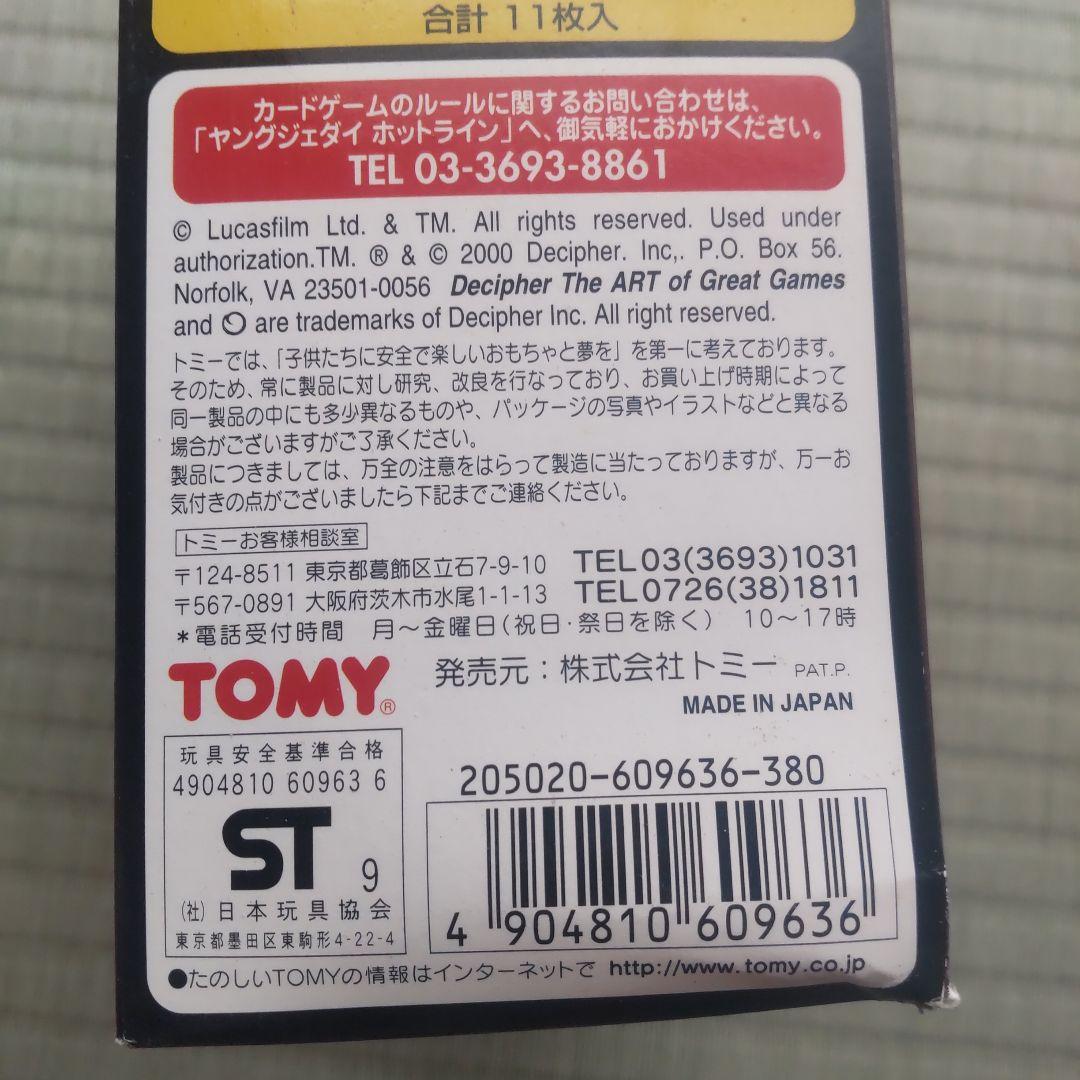 合計 11枚入
カードゲームのルールに関するお問い合わせは、
「ヤングジェダイ ホットライン」へ、御気軽におかけください。
TEL 03-3693-8861
© Lucasfilm Ltd. & TM. All rights reserved. Used under
authorization.TM. ® & © 2000 Decipher. Inc,. P.O. Box 56.
Norfolk, VA 23501-0056 Decipher The ART of Great Games
and are trademarks of Decipher Inc. All right reserved.
トミーでは、「子供たちに安全で楽しいおもちゃと夢を」を第一に考えております。
そのため、常に製品に対し研究、改良を行なっており、お買い上げ時期によって
同一製品の中にも多少異なるものや、パッケージの写真やイラストなどと異なる
場合がございますがご了承ください。
製品につきましては、万全の注意をはらって製造に当たっておりますが、万一お
気付きの点がございましたら下記までご連絡ください。
トミーお客様相談室
〒124-8511 東京都葛飾区立石7-9-10 TEL03(3693)1031
〒567-0891 大阪府茨木市水尾1-1-13 TEL0726(38)1811
*電話受付時間 月～金曜日(祝日・祭日を除く) 10～17時
TOMY® 発売元:株式会社トミー PAT.P.
MADE IN JAPAN
玩具安全基準合格
4904810 60963 6
ST 9
(社)日本玩具協会
東京都墨田区東駒形4-22-4
205020-609636-380
4 904810 609636
●たのしいTOMYの情報はインターネットで http://www.tomy.co.jp